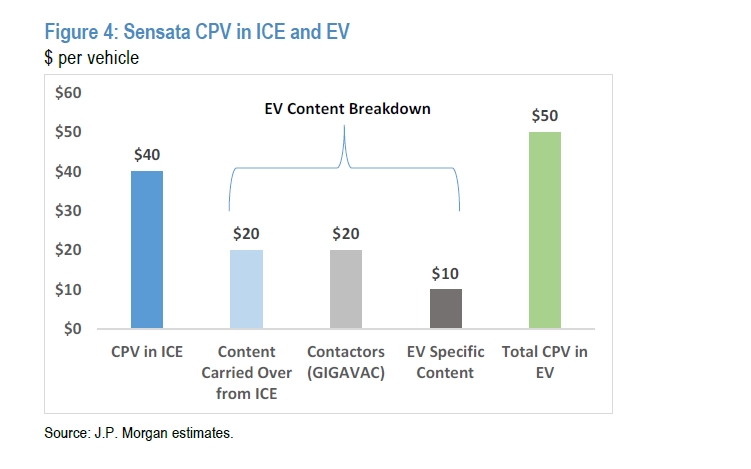 Figure 4: Sensata CPV in ICE and EV
$ per vehicle
$60
$50
$40
$30
$20
$10
$0
EV Content Breakdown
$40
$20
$20
$10
$50
CPV in ICE
Content
Carried Over
from ICE
Contactors
(GIGAVAC)
EV Specific
Content
Total CPV in
EV
Source: J.P. Morgan estimates.